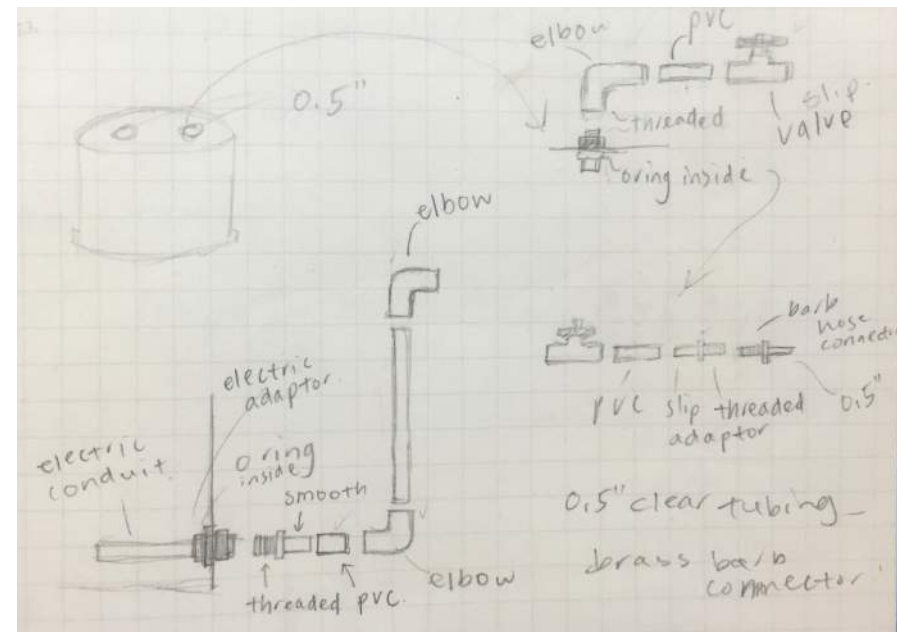 0.5"
elbow
pvc
threaded
slip
valve
oring inside
elbow
barb
hose
connecto
pvc
slip threaded
adaptor
0.5"
electric
adaptor.
electric
conduit.
o ring
inside
smooth
threaded pvc.
elbow
0.5" clear tubing
brass barb
connector